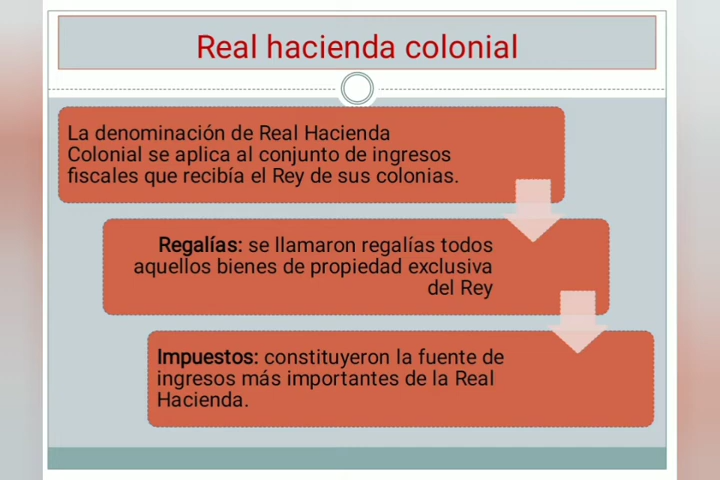 Real hacienda colonial
La denominación de Real Hacienda
Colonial se aplica al conjunto de ingresos
fiscales que recibía el Rey de sus colonias.
Regalías: se llamaron regalías todos
aquellos bienes de propiedad exclusiva
del Rey
Impuestos: constituyeron la fuente de
ingresos más importantes de la Real
Hacienda.